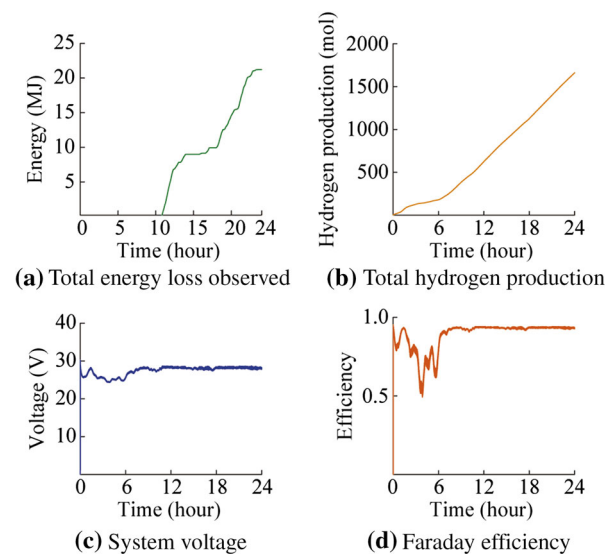 25
20
15
10
5
Energy (MJ)
0 5 10 15 20 24
Time (hour)
(a) Total energy loss observed
2000
1500
1000
500
Hydrogen production (mol)
0 6 12 18 24
Time (hour)
(b) Total hydrogen production
40
30
20
10
Voltage (V)
0 6 12 18 24
Time (hour)
(c) System voltage
1.0
0.5
Efficiency
0 6 12 18 24
Time (hour)
(d) Faraday efficiency